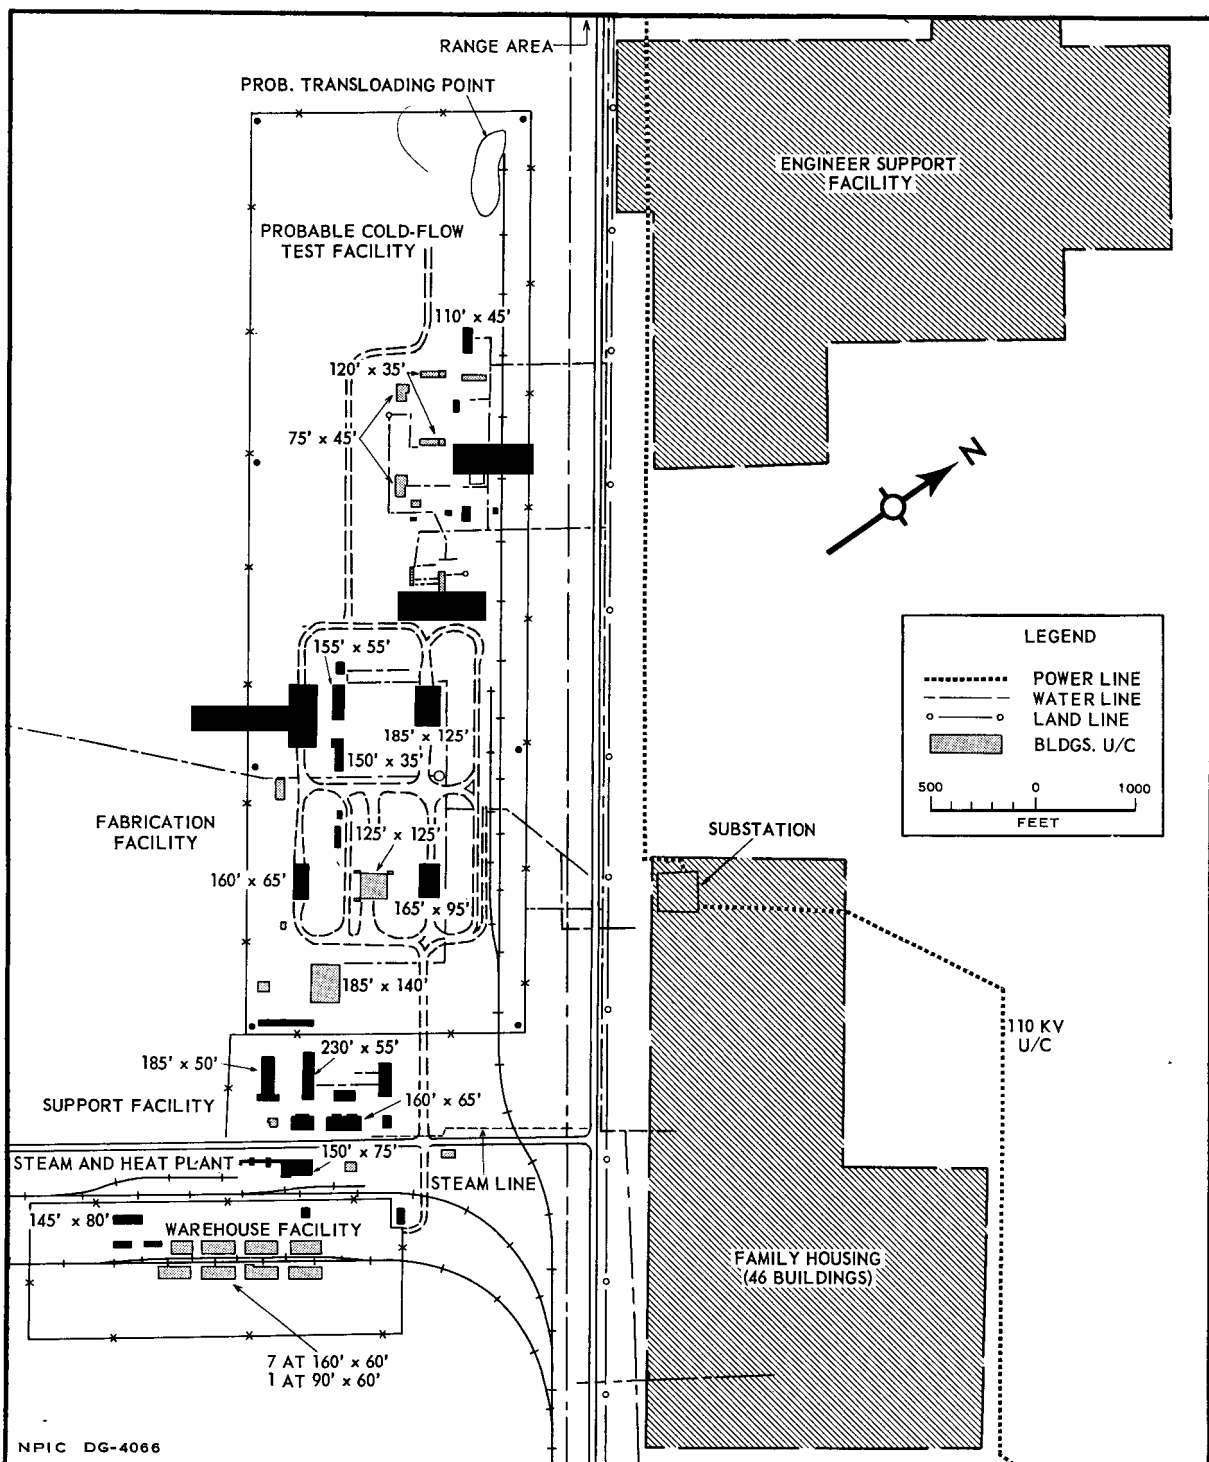 RANGE AREA
PROB. TRANSLOADING POINT
ENGINEER SUPPORT
FACILITY
PROBABLE COLD-FLOW
TEST FACILITY
110' x 45'
120' x 35'
75' x 45'
N
155' x 55'
185' x 125'
150' x 35'
LEGEND
POWER LINE
WATER LINE
LAND LINE
BLDGS. U/C
500 0 1000
FEET
FABRICATION
FACILITY
125' x 125'
SUBSTATION
160' x 65'
165' x 95'
185' x 140'
110 KV
U/C
230' x 55'
185' x 50'
SUPPORT FACILITY
160' x 65'
150' x 75'
STEAM AND HEAT PLANT
STEAM LINE
145' x 80'
WAREHOUSE FACILITY
FAMILY HOUSING
(46 BUILDINGS)
7 AT 160' x 60'
1 AT 90' x 60'
NPIC DG-4066